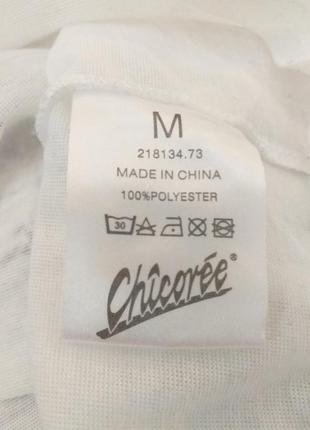 M
218134.73
MADE IN CHINA
100%POLYESTER
30
Chicorée®